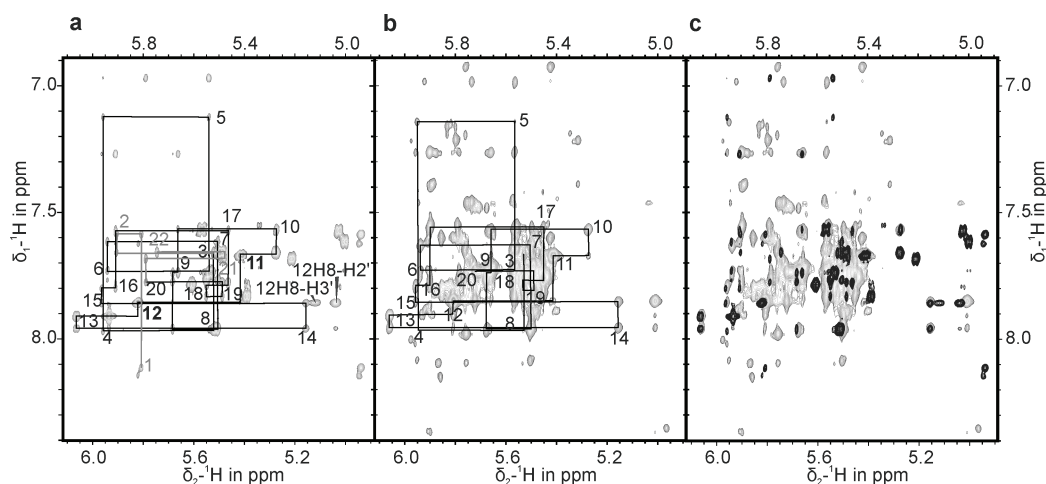 a b c
5.8 5.4 5.0 5.8 5.4 5.8 5.4 5.0
7.0 7.0
7.5 7.5
8.0 8.0
δ₁-¹H in ppm δ₁-¹H in ppm
5
2 17 10
22 3 7
6 9 11
16 20 18 19
15 12
13 4 8 14
1
12H8-H2'
12H8-H3'
5
17 10
7
6 9 3 11
16 20 18
15 19
13 12
4 8 14
6.0 5.6 5.2 6.0 5.6 5.2 6.0 5.6 5.2
δ₂-¹H in ppm δ₂-¹H in ppm δ₂-¹H in ppm